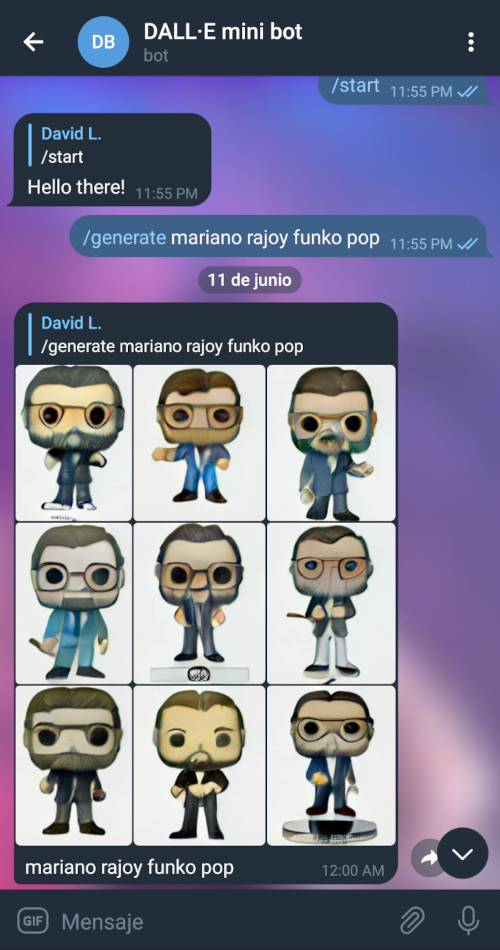 DB
DALL·E mini bot
bot
/start 11:55 PM
David L.
/start
Hello there! 11:55 PM
/generate mariano rajoy funko pop 11:55 PM
11 de junio
David L.
/generate mariano rajoy funko pop
mariano rajoy funko pop
12:00 AM
GIF Mensaje